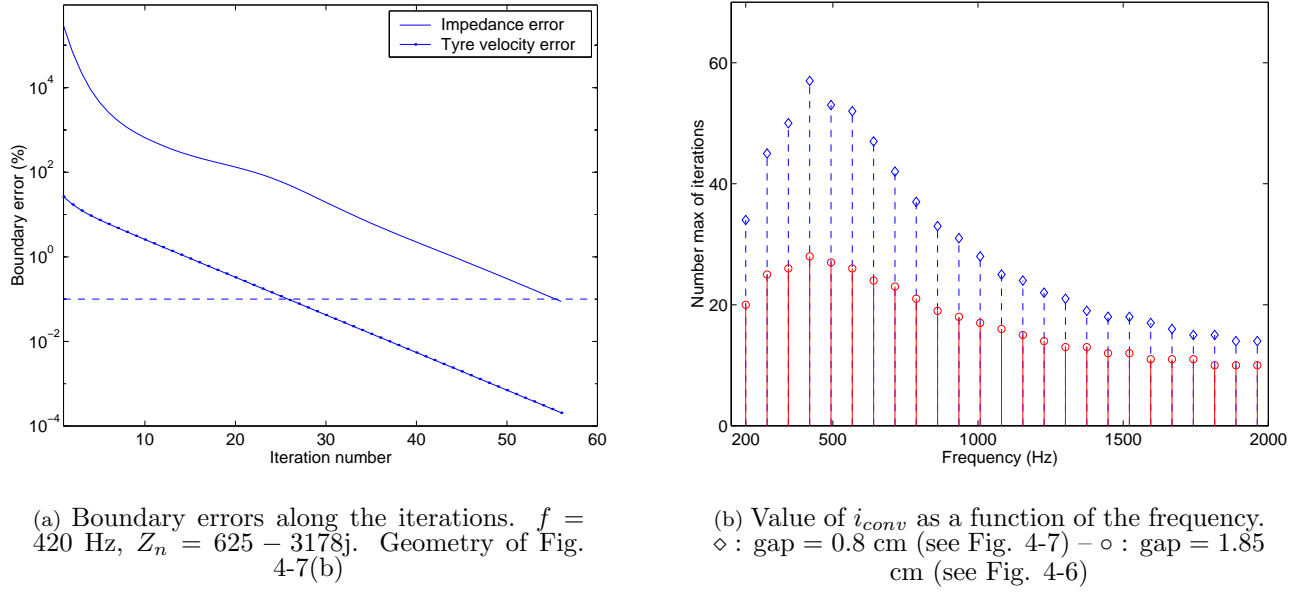 Impedance error
Tyre velocity error
10^4
10^2
10^0
10^−2
10^−4
Boundary error (%)
10
20
30
40
50
60
Iteration number
(a) Boundary errors along the iterations. f =
420 Hz, Z_n = 625 − 3178j. Geometry of Fig.
4-7(b)
60
40
20
0
Number max of iterations
200
500
1000
1500
2000
Frequency (Hz)
(b) Value of i_conv as a function of the frequency.
⋄ : gap = 0.8 cm (see Fig. 4-7) – ○ : gap = 1.85
cm (see Fig. 4-6)